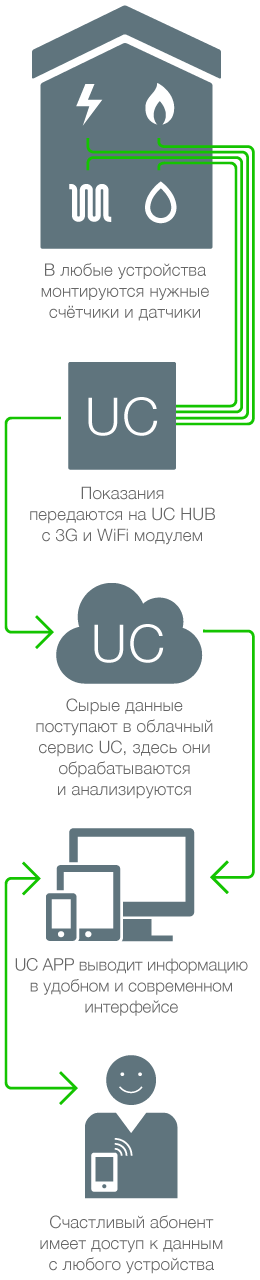 В любые устройства
монтируются нужные
счётчики и датчики
UC
Показания
передаются на UC HUB
с 3G и WiFi модулем
UC
Сырые данные
поступают в облачный
сервис UC, здесь они
обрабатываются
и анализируются
UC APP выводит информацию
в удобном и современном
интерфейсе
Счастливый абонент
имеет доступ к данным
с любого устройства